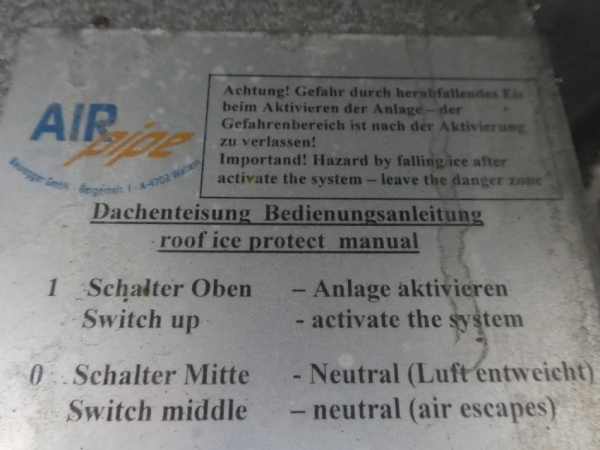 AIR
pipe
GmbH
Achtung! Gefahr durch herabfallendes Eis
beim Aktivieren der Anlage – der
Gefahrenbereich ist nach der Aktivierung
zu verlassen!
Importand! Hazard by falling ice after
activate the system – leave the danger zone
Dachenteisung Bedienungsanleitung
roof ice protect manual
1 Schalter Oben – Anlage aktivieren
Switch up - activate the system
0 Schalter Mitte - Neutral (Luft entweicht)
Switch middle – neutral (air escapes)